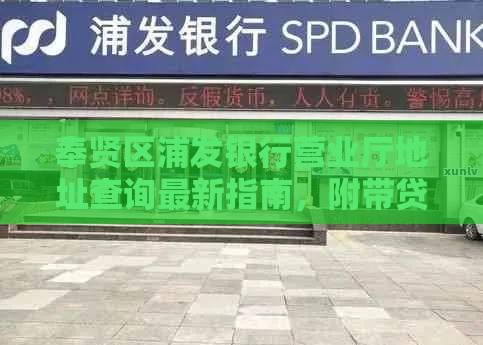 浦发银行 SPD BANK
98%，，网点详询。反假货币，人人有责。警惕高
奉贤区浦发银行营业厅地
址查询最新指南，附带贷
xunlv